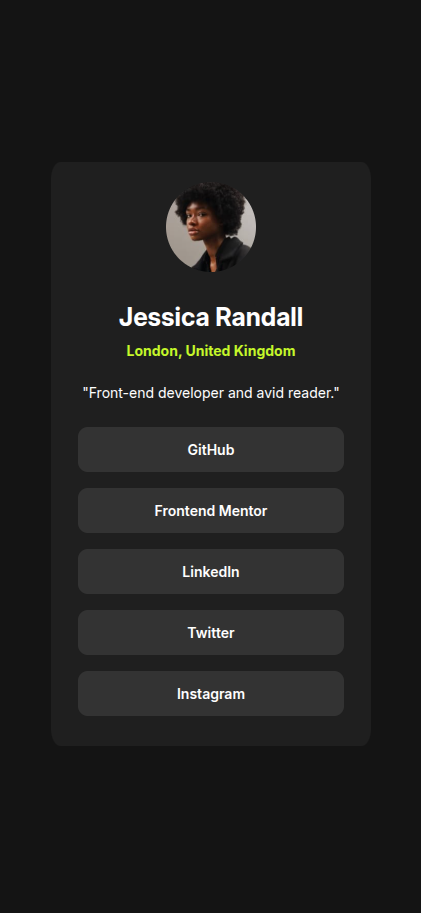 Jessica Randall
London, United Kingdom
"Front-end developer and avid reader."
GitHub
Frontend Mentor
LinkedIn
Twitter
Instagram